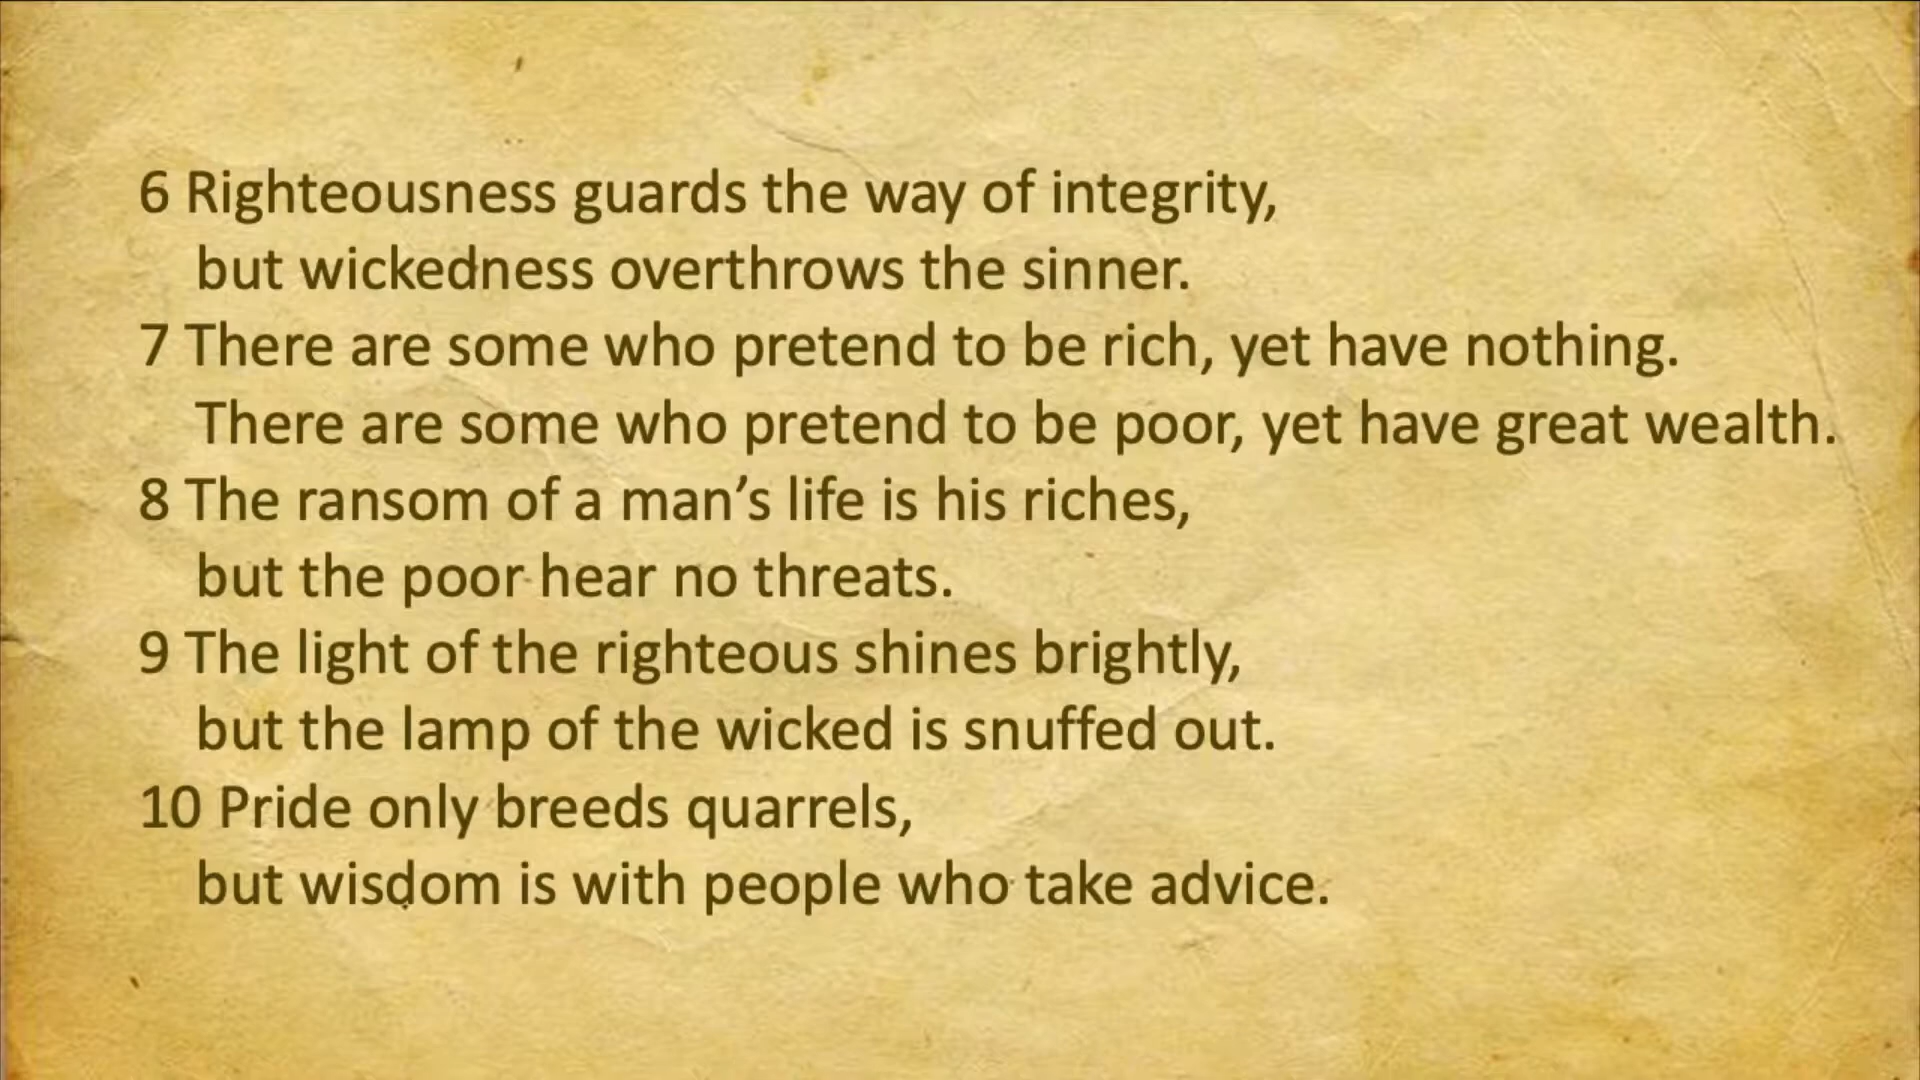 6 Righteousness guards the way of integrity,
but wickedness overthrows the sinner.
7 There are some who pretend to be rich, yet have nothing.
There are some who pretend to be poor, yet have great wealth.
8 The ransom of a man’s life is his riches,
but the poor hear no threats.
9 The light of the righteous shines brightly,
but the lamp of the wicked is snuffed out.
10 Pride only breeds quarrels,
but wisdom is with people who take advice.